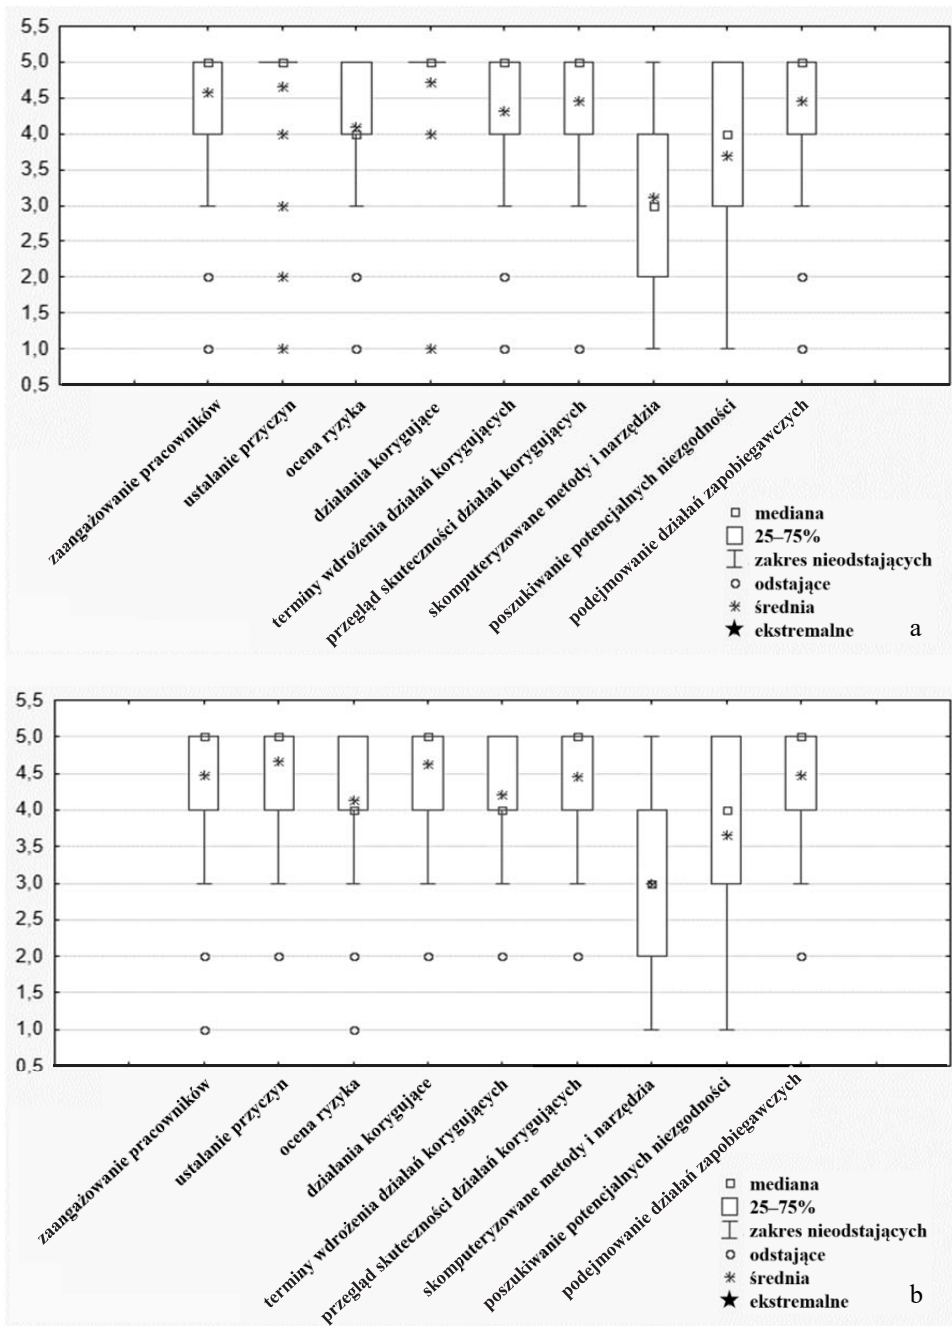 5,5
5,0
4,5
4,0
3,5
3,0
2,5
2,0
1,5
1,0
0,5
zaangażowanie pracowników
ustalanie przyczyn
ocena ryzyka
działania korygujące
terminy wdrożenia działań korygujących
przegląd skuteczności działań korygujących
skomputeryzowane metody i narzędzia
poszukiwanie potencjalnych niezgodności
podejmowanie działań zapobiegawczych
mediana
25–75%
zakres nieodstających
odstające
średnia
ekstremalne
a
5,5
5,0
4,5
4,0
3,5
3,0
2,5
2,0
1,5
1,0
0,5
zaangażowanie pracowników
ustalanie przyczyn
ocena ryzyka
działania korygujące
terminy wdrożenia działań korygujących
przegląd skuteczności działań korygujących
skomputeryzowane metody i narzędzia
poszukiwanie potencjalnych niezgodności
podejmowanie działań zapobiegawczych
mediana
25–75%
zakres nieodstających
odstające
średnia
ekstremalne
b